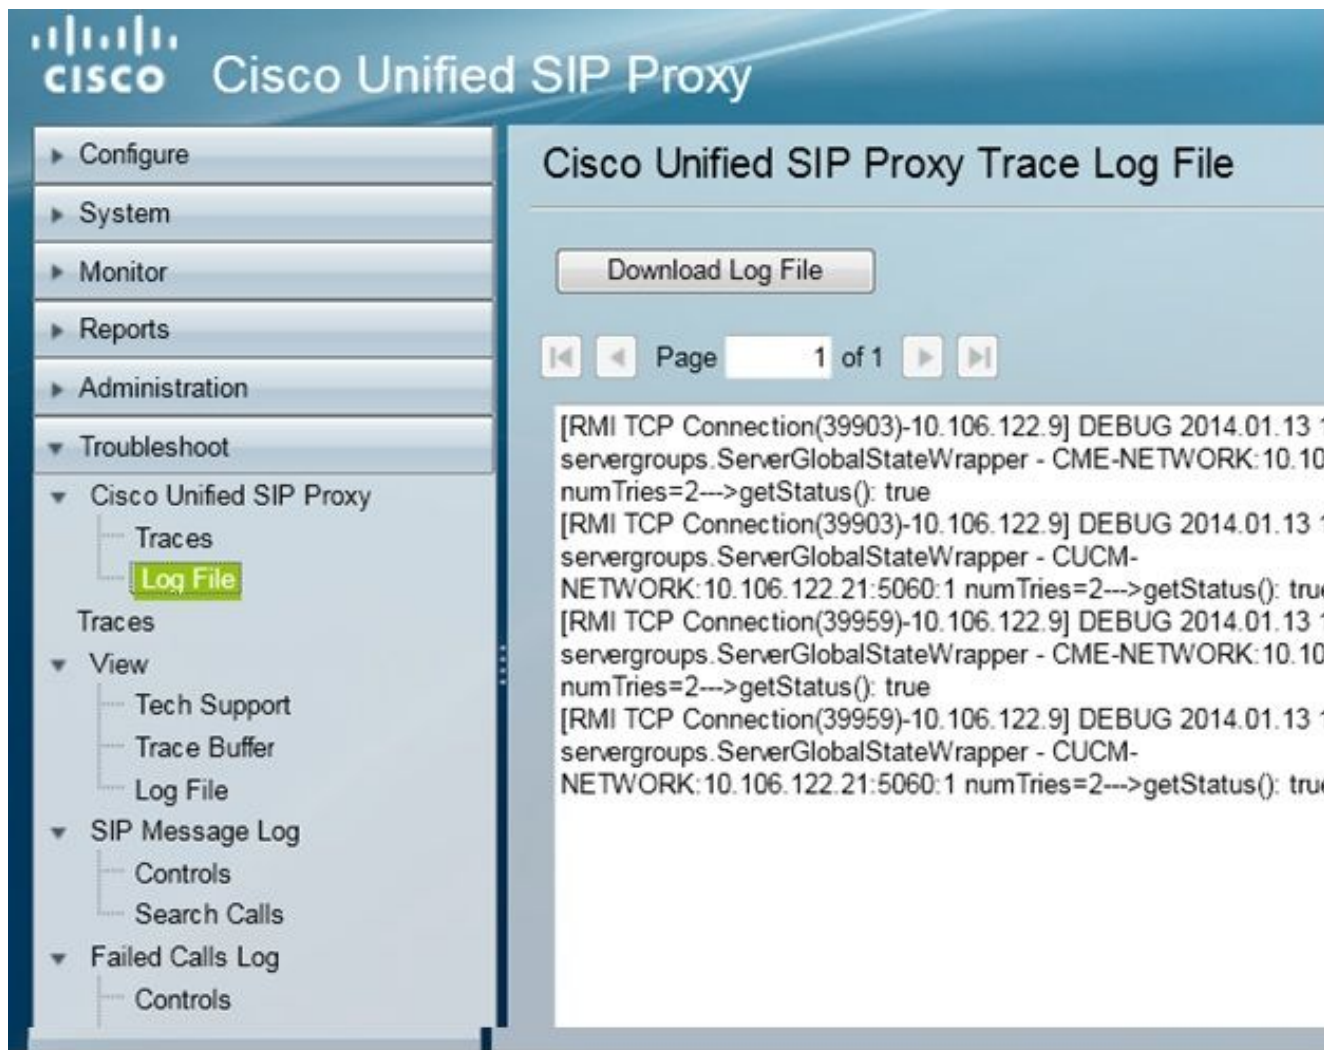 CISCO Cisco Unified SIP Proxy
Configure
System
Monitor
Reports
Administration
Troubleshoot
Cisco Unified SIP Proxy
Traces
Log File
Traces
View
Tech Support
Trace Buffer
Log File
SIP Message Log
Controls
Search Calls
Failed Calls Log
Controls
Cisco Unified SIP Proxy Trace Log File
Download Log File
Page 1 of 1
[RMI TCP Connection(39903)-10.106.122.9] DEBUG 2014.01.13 1
servergroups.ServerGlobalStateWrapper - CME-NETWORK:10.10
numTries=2--->getStatus(): true
[RMI TCP Connection(39903)-10.106.122.9] DEBUG 2014.01.13 1
servergroups.ServerGlobalStateWrapper - CUCM-
NETWORK:10.106.122.21:5060:1 numTries=2--->getStatus(): true
[RMI TCP Connection(39959)-10.106.122.9] DEBUG 2014.01.13 1
servergroups.ServerGlobalStateWrapper - CME-NETWORK:10.10
numTries=2--->getStatus(): true
[RMI TCP Connection(39959)-10.106.122.9] DEBUG 2014.01.13 1
servergroups.ServerGlobalStateWrapper - CUCM-
NETWORK:10.106.122.21:5060:1 numTries=2--->getStatus(): true